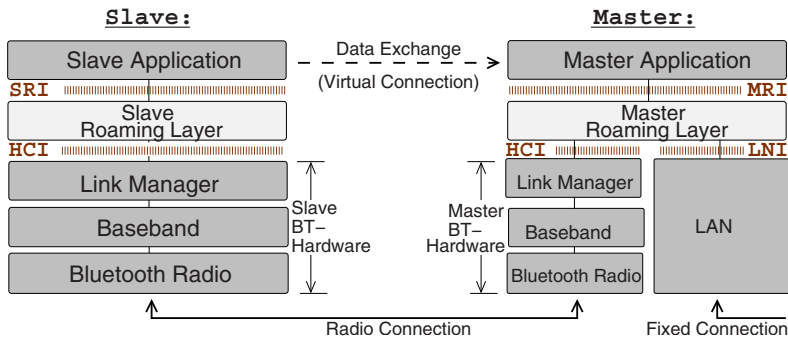 Slave:
Master:
Slave Application
Data Exchange
(Virtual Connection)
Master Application
SRI
MRI
Slave
Roaming Layer
Master
Roaming Layer
HCI
HCI
LNI
Link Manager
Baseband
Bluetooth Radio
Slave
BT–
Hardware
Master
BT–
Hardware
Link Manager
Baseband
Bluetooth Radio
LAN
Radio Connection
Fixed Connection